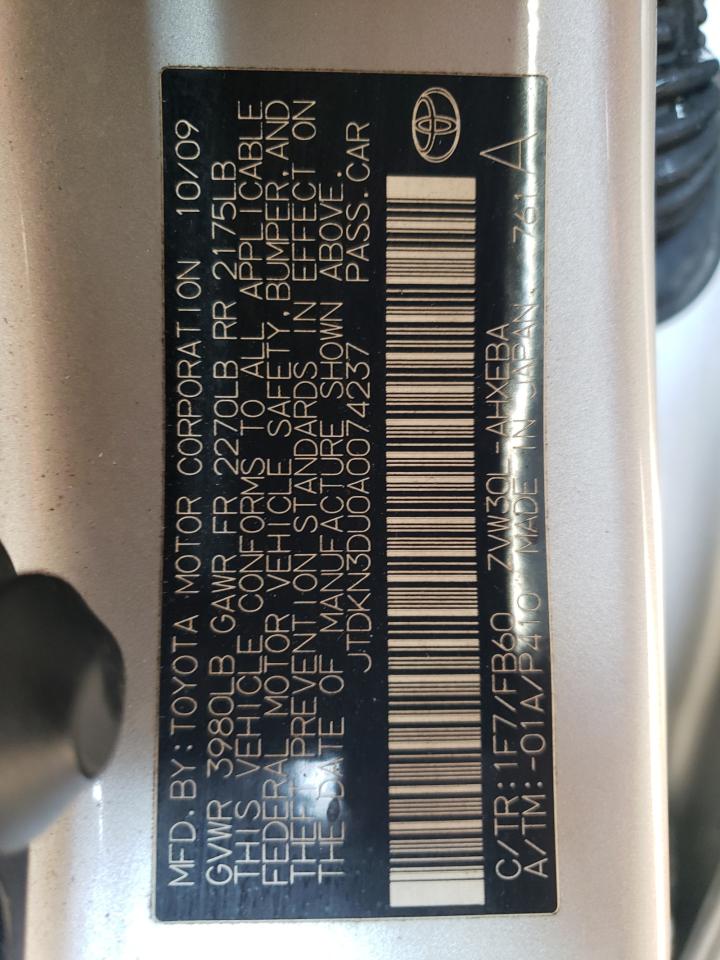 MFD. BY: TOYOTA MOTOR CORPORATION 10/09
GVWR 3980LB GAWR FR 2270LB RR 2175LB
THIS VEHICLE CONFORMS TO ALL APPLICABLE
FEDERAL MOTOR VEHICLE SAFETY, BUMPER, AND
THEFT PREVENTION STANDARDS IN EFFECT ON
THE DATE OF MANUFACTURE SHOWN ABOVE.
JTDKN3DU0A0074237 PASS. CAR
C/TR: 1F7/FB60 ZVW30L-AHXEBA A
A/TM: -01A/P410 MADE IN JAPAN. 761